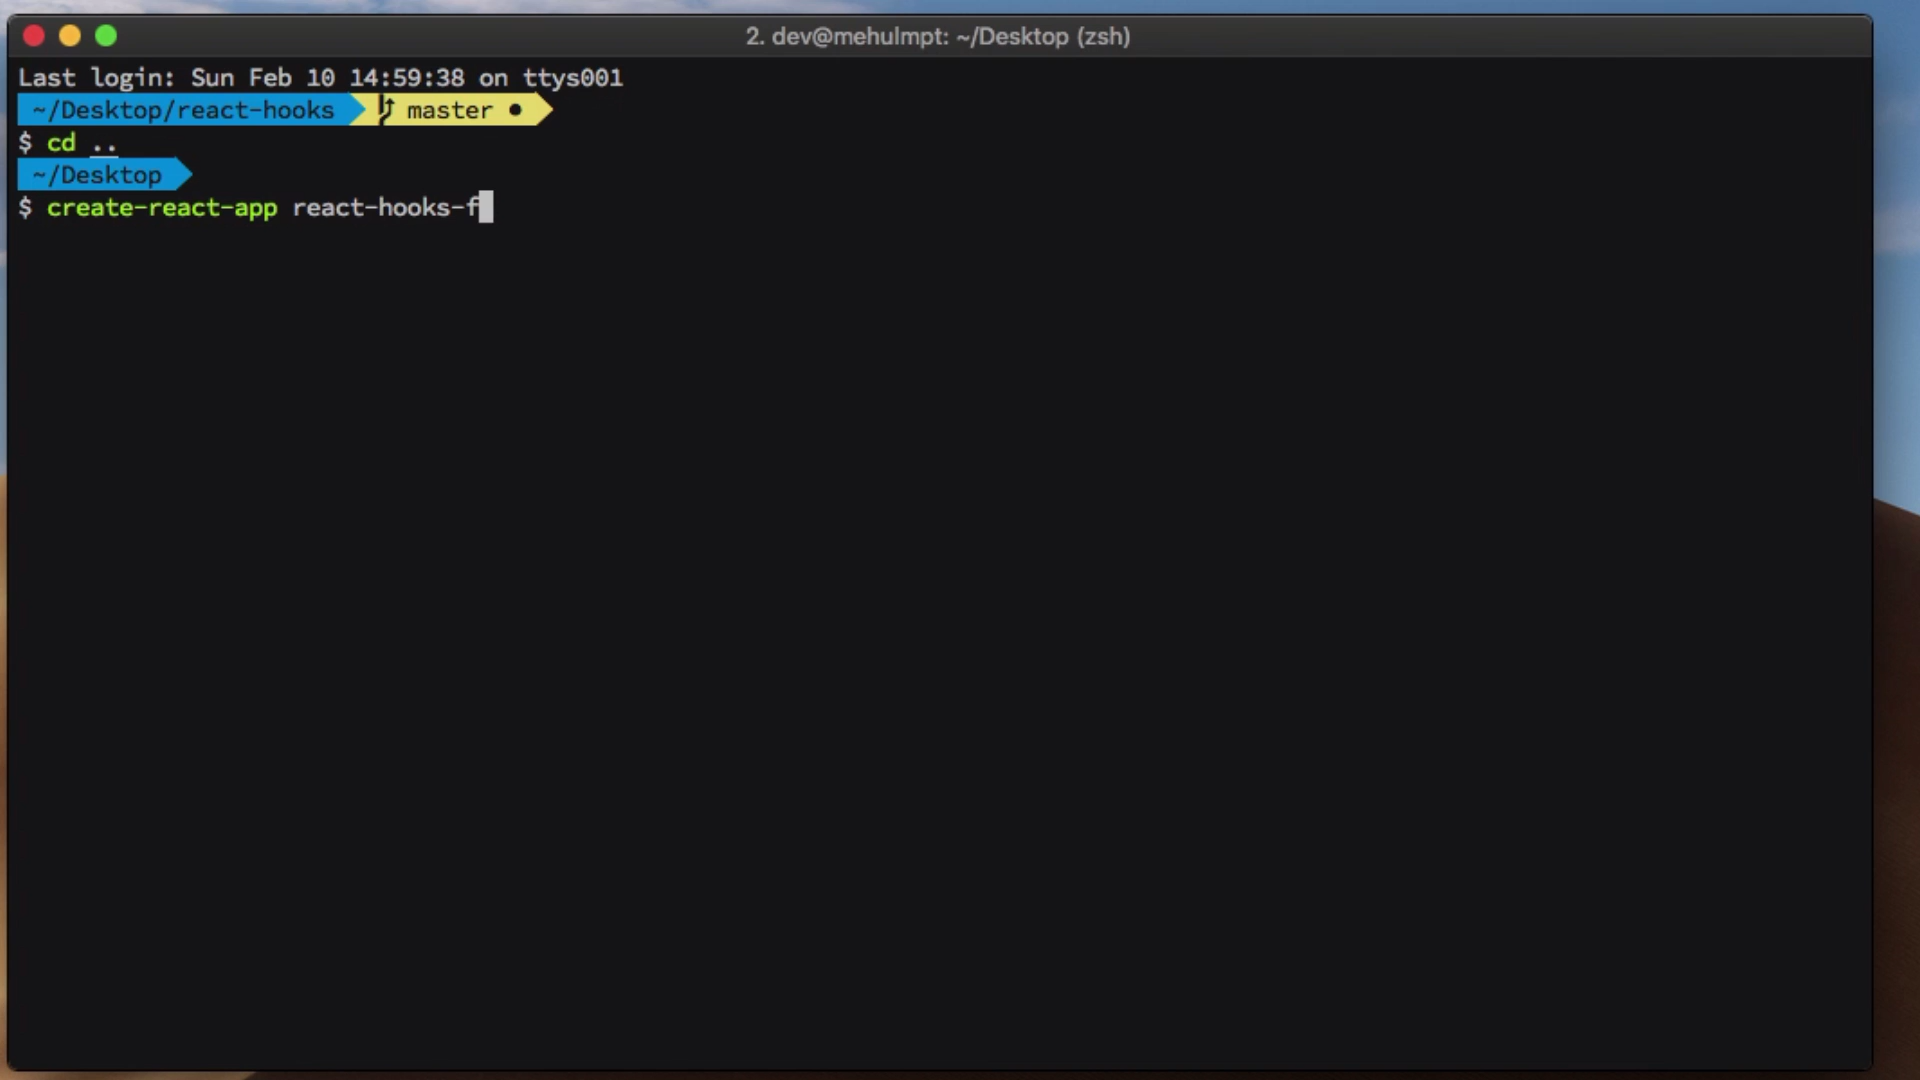 2. dev@mehulmpt: ~/Desktop (zsh)
Last login: Sun Feb 10 14:59:38 on ttys001
~/Desktop/react-hooks master ●
$ cd ..
~/Desktop
$ create-react-app react-hooks-f